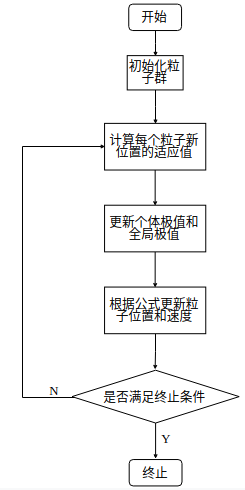 开始
初始化粒
子群
计算每个粒子新
位置的适应值
更新个体极值和
全局极值
根据公式更新粒
子位置和速度
是否满足终止条件
N
Y
终止